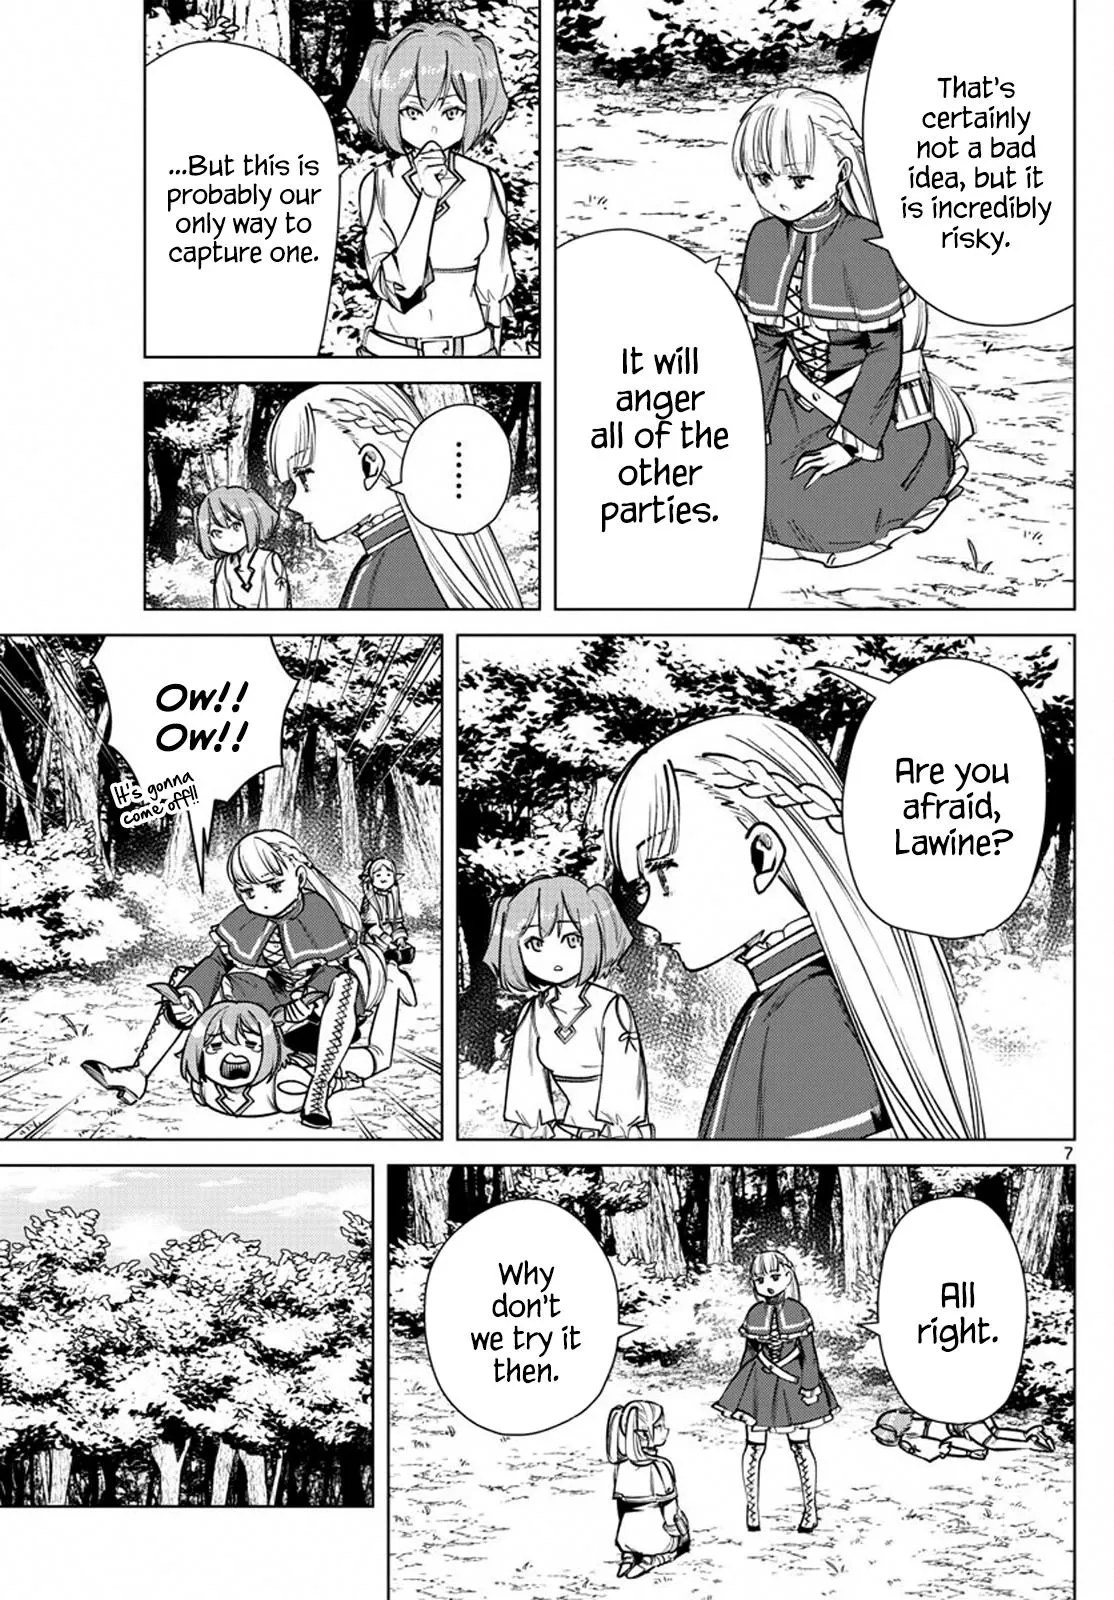 That's
certainly
not a bad
idea, but it
is incredibly
risky.
It will
anger
all of the
other
parties.
...But this is
probably our
only way to
capture one.
......
Are you
afraid,
Lawine?
Ow!!
Ow!!
It's gonna
come off!!
7
All
right.
Why
don't
we try it
then.